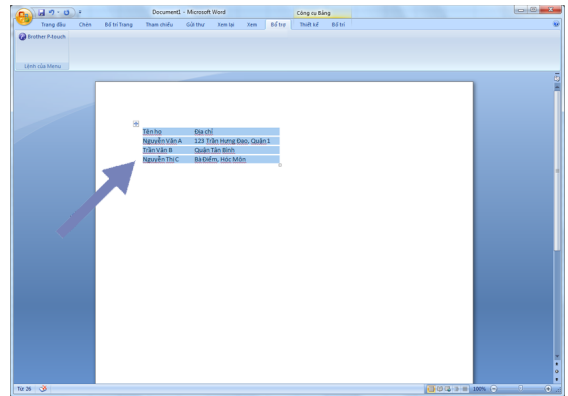 Document1 - Microsoft Word
Công cụ Bảng
Trang đầu Chèn Bố trí Trang Tham chiếu Gửi thư Xem lại Xem Bổ trợ Thiết kế Bố trí
Brother P-touch
Lệnh của Menu
Tên họ Địa chỉ
Nguyễn Văn A 123 Trần Hưng Đạo, Quận 1
Trần Văn B Quận Tân Bình
Nguyễn Thị C Bà Điểm, Hóc Môn
Từ: 26 100%